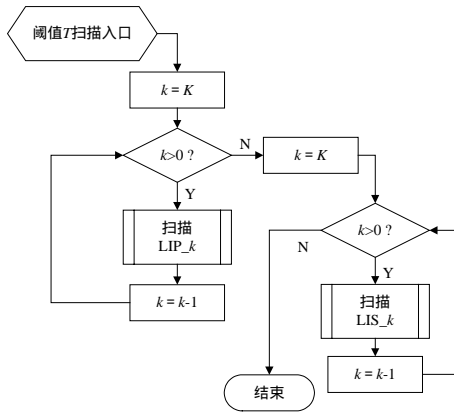 阈值T扫描入口
k = K
k>0 ?
N
Y
扫描
LIP_k
k = k-1
k = K
k>0 ?
N
Y
扫描
LIS_k
k = k-1
结束